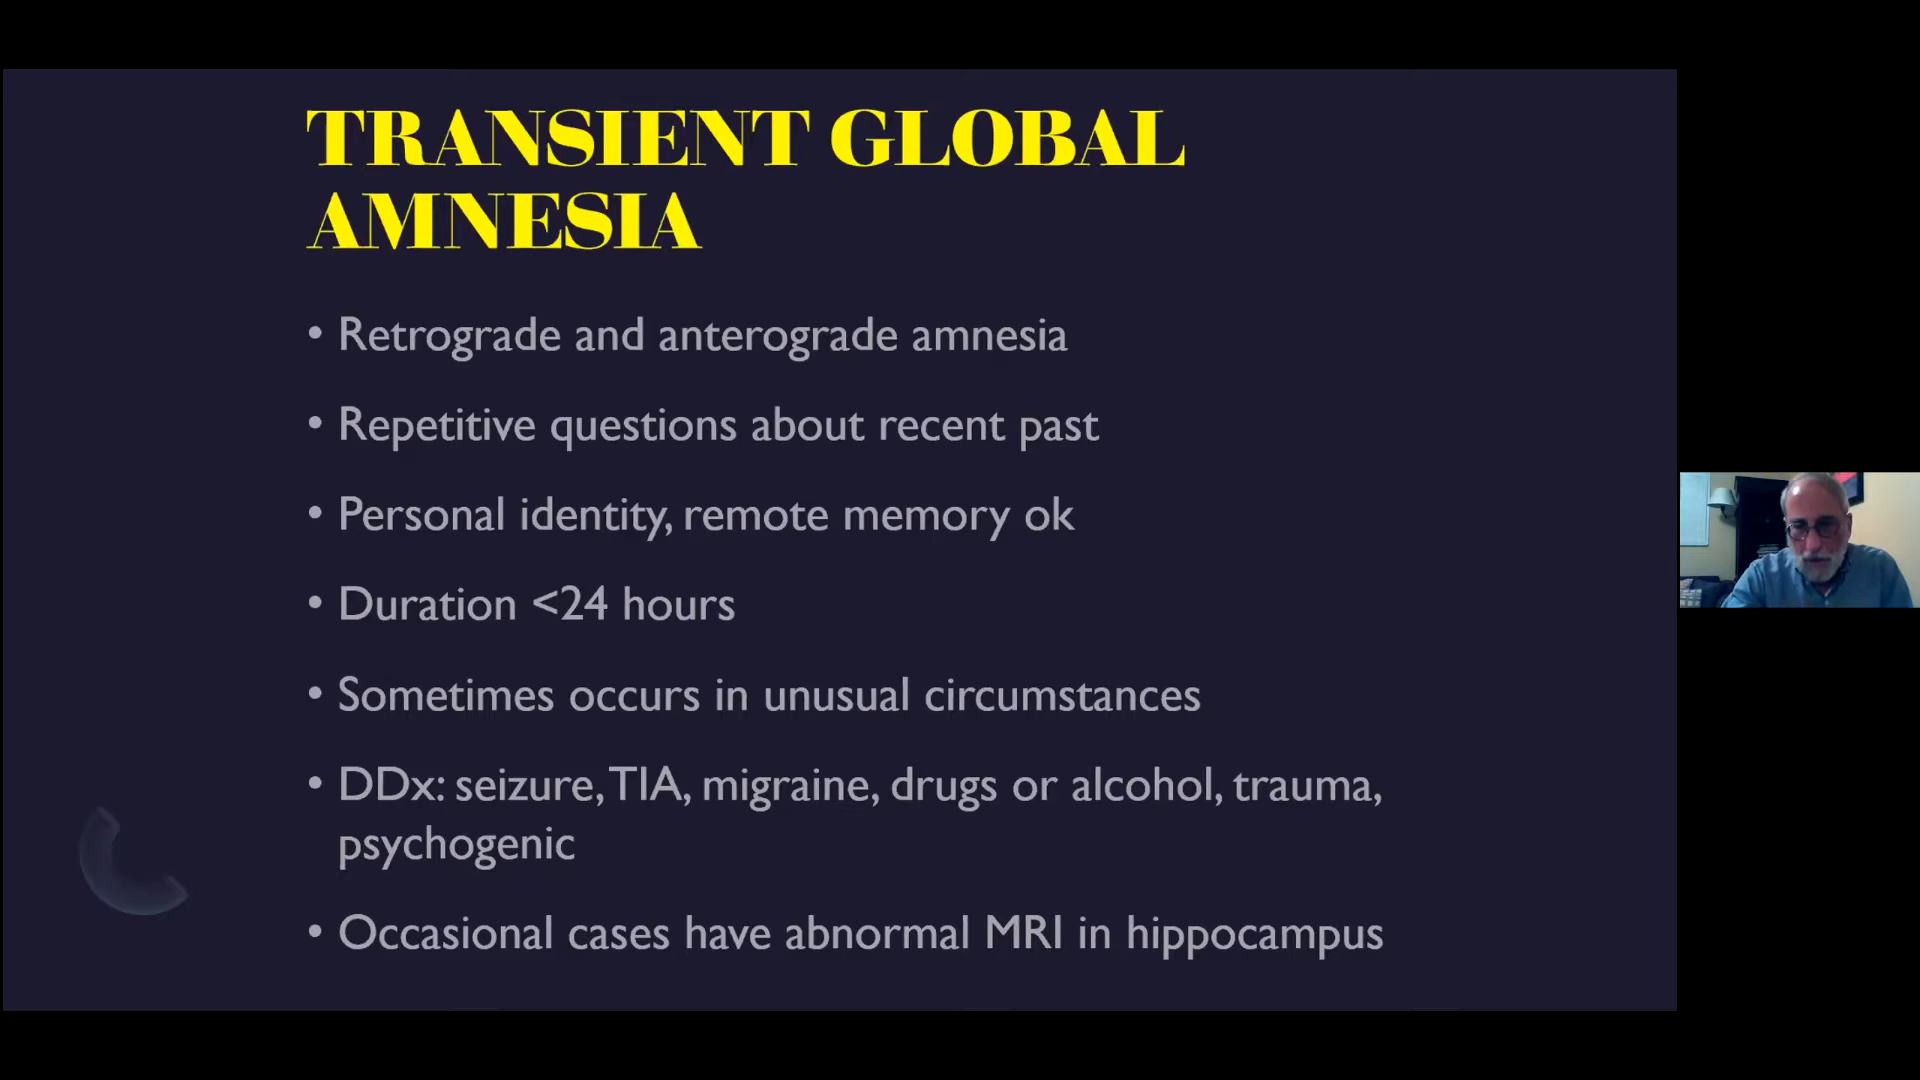 TRANSIENT GLOBAL
AMNESIA
• Retrograde and anterograde amnesia
• Repetitive questions about recent past
• Personal identity, remote memory ok
• Duration <24 hours
• Sometimes occurs in unusual circumstances
• DDx: seizure, TIA, migraine, drugs or alcohol, trauma,
psychogenic
• Occasional cases have abnormal MRI in hippocampus